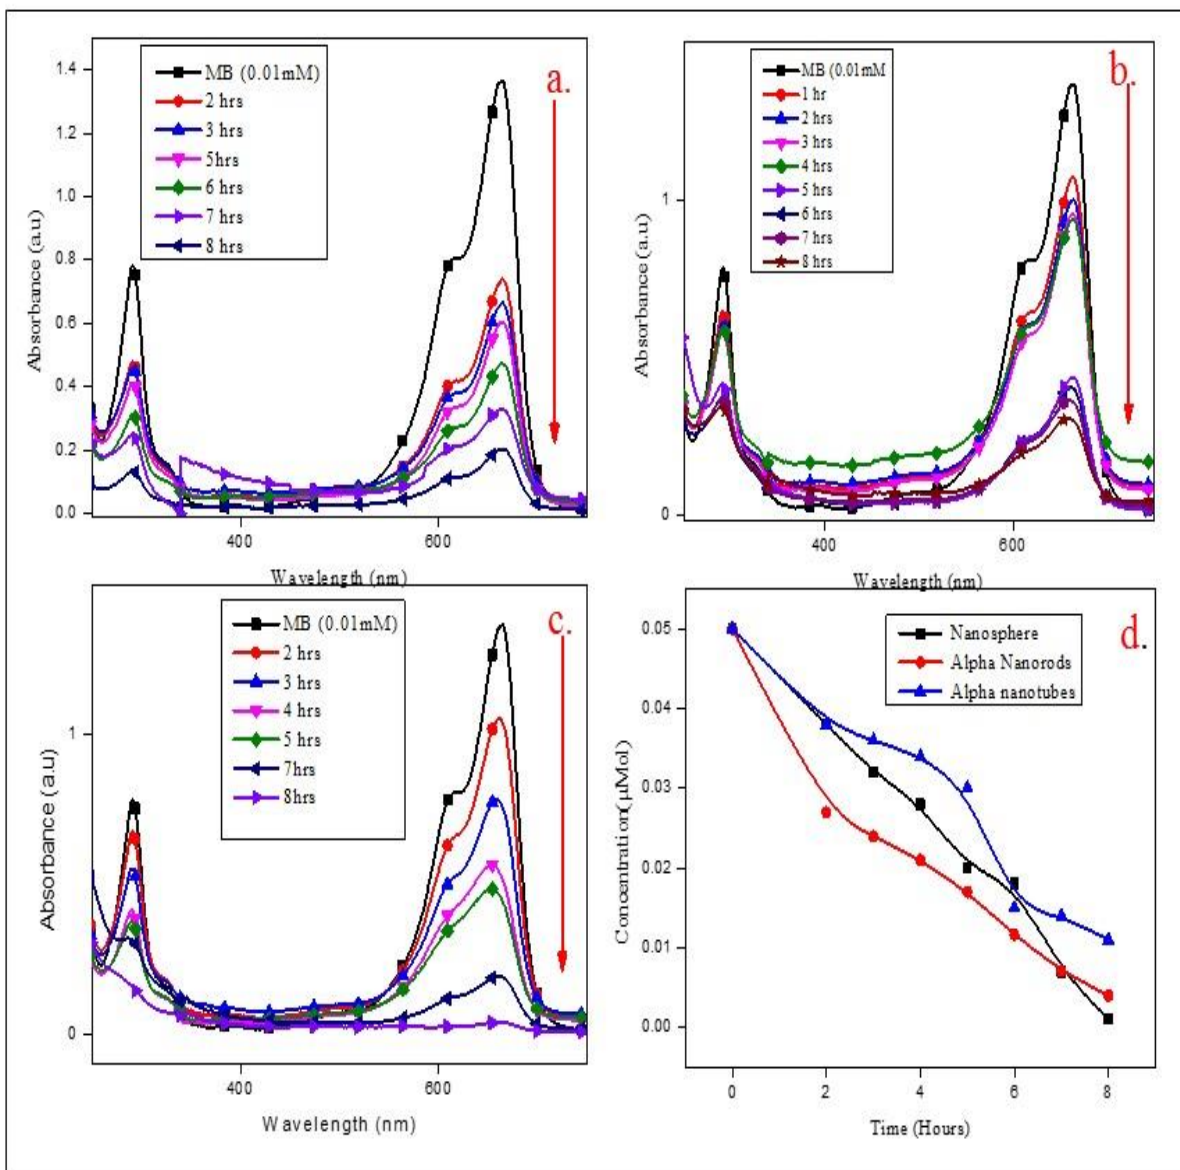 a.
MB (0.01mM)
2 hrs
3 hrs
5hrs
6 hrs
7 hrs
8 hrs
Absorbance (a.u)
1.4
1.2
1.0
0.8
0.6
0.4
0.2
0.0
400
600
Wavelength (nm)
b.
MB (0.01mM
1 hr
2 hrs
3 hrs
4 hrs
5 hrs
6 hrs
7 hrs
8 hrs
Absorbance (a.u)
1
0
400
600
Wavelength (nm)
c.
MB (0.01mM)
2 hrs
3 hrs
4 hrs
5 hrs
7hrs
8hrs
Absorbance (a.u)
1
0
400
600
Wavelength (nm)
d.
Nanosphere
Alpha Nanorods
Alpha nanotubes
Concentration(µMol)
0.05
0.04
0.03
0.02
0.01
0.00
0
2
4
6
8
Time (Hours)